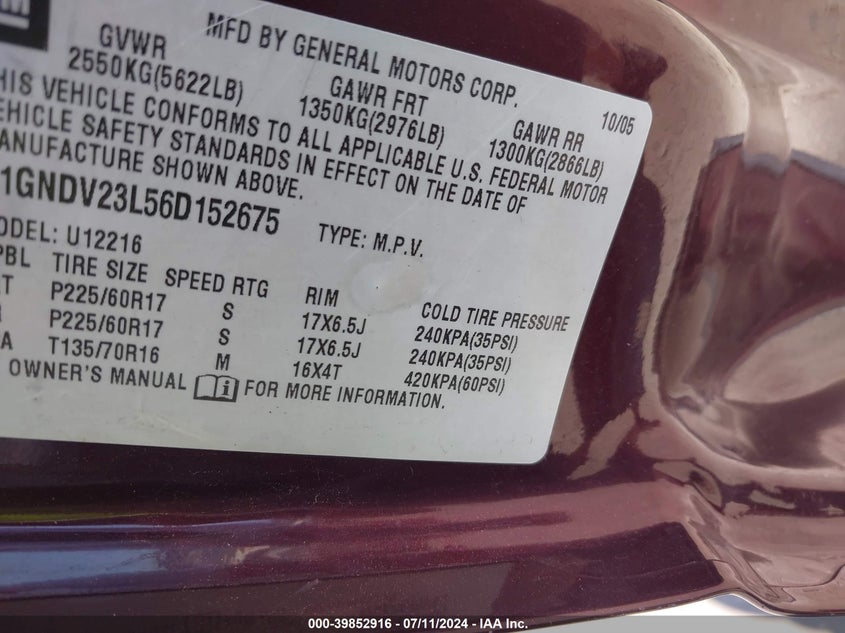 GM
MFD BY GENERAL MOTORS CORP. 10/05
GVWR GAWR FRT GAWR RR
2550KG(5622LB) 1350KG(2976LB) 1300KG(2866LB)
HIS VEHICLE CONFORMS TO ALL APPLICABLE U.S. FEDERAL MOTOR
EHICLE SAFETY STANDARDS IN EFFECT ON THE DATE OF
MANUFACTURE SHOWN ABOVE.
1GNDV23L56D152675 TYPE: M.P.V.
ODEL: U12216
PBL TIRE SIZE SPEED RTG RIM COLD TIRE PRESSURE
T P225/60R17 S 17X6.5J 240KPA(35PSI)
R P225/60R17 S 17X6.5J 240KPA(35PSI)
A T135/70R16 M 16X4T 420KPA(60PSI)
OWNER'S MANUAL FOR MORE INFORMATION.
000-39852916 - 07/11/2024 - IAA Inc.